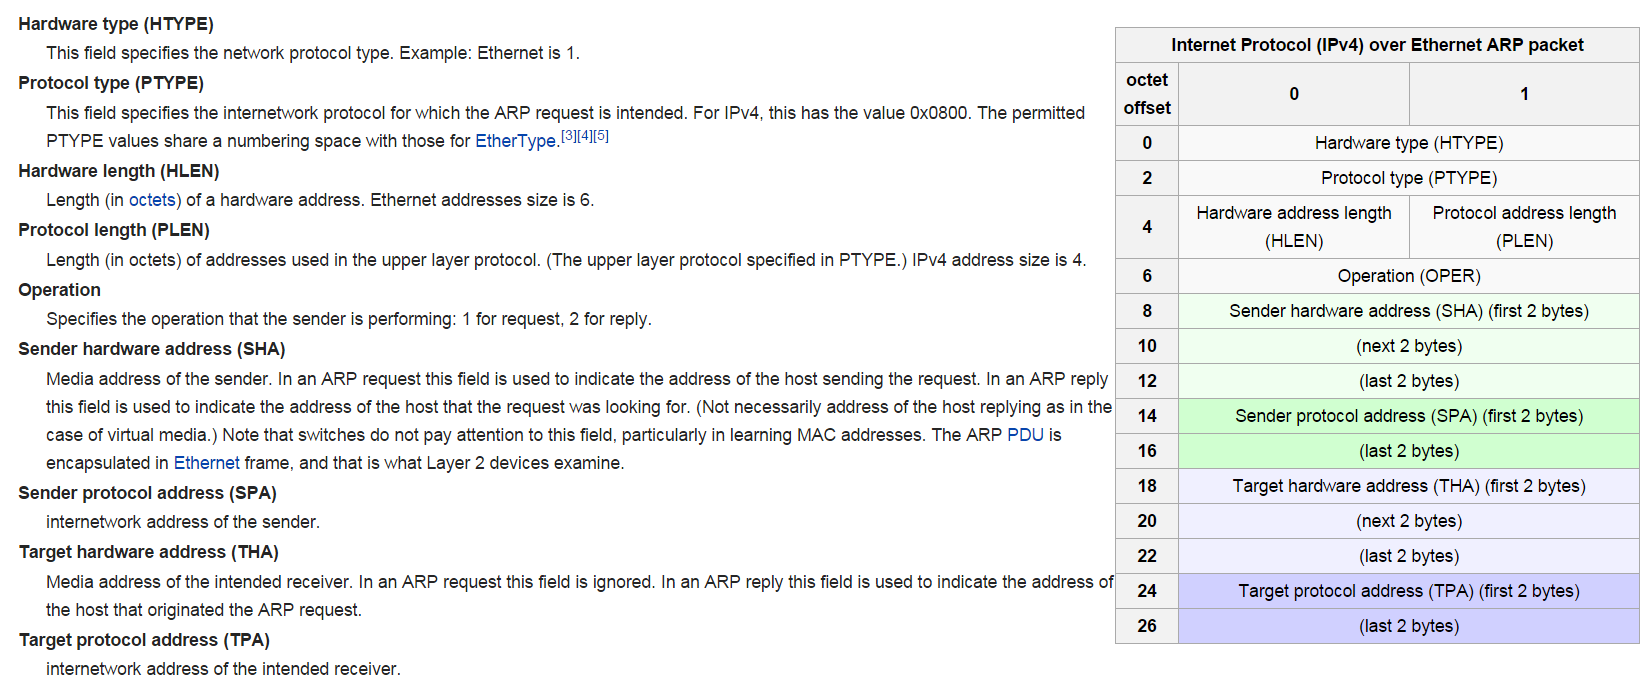 Hardware type (HTYPE)
This field specifies the network protocol type. Example: Ethernet is 1.
Protocol type (PTYPE)
This field specifies the internetwork protocol for which the ARP request is intended. For IPv4, this has the value 0x0800. The permitted
PTYPE values share a numbering space with those for EtherType.[3][4][5]
Hardware length (HLEN)
Length (in octets) of a hardware address. Ethernet addresses size is 6.
Protocol length (PLEN)
Length (in octets) of addresses used in the upper layer protocol. (The upper layer protocol specified in PTYPE.) IPv4 address size is 4.
Operation
Specifies the operation that the sender is performing: 1 for request, 2 for reply.
Sender hardware address (SHA)
Media address of the sender. In an ARP request this field is used to indicate the address of the host sending the request. In an ARP reply
this field is used to indicate the address of the host that the request was looking for. (Not necessarily address of the host replying as in the
case of virtual media.) Note that switches do not pay attention to this field, particularly in learning MAC addresses. The ARP PDU is
encapsulated in Ethernet frame, and that is what Layer 2 devices examine.
Sender protocol address (SPA)
internetwork address of the sender.
Target hardware address (THA)
Media address of the intended receiver. In an ARP request this field is ignored. In an ARP reply this field is used to indicate the address of
the host that originated the ARP request.
Target protocol address (TPA)
internetwork address of the intended receiver.
Internet Protocol (IPv4) over Ethernet ARP packet
octet
offset
0 1
0 Hardware type (HTYPE)
2 Protocol type (PTYPE)
4 Hardware address length Protocol address length
(HLEN) (PLEN)
6 Operation (OPER)
8 Sender hardware address (SHA) (first 2 bytes)
10 (next 2 bytes)
12 (last 2 bytes)
14 Sender protocol address (SPA) (first 2 bytes)
16 (last 2 bytes)
18 Target hardware address (THA) (first 2 bytes)
20 (next 2 bytes)
22 (last 2 bytes)
24 Target protocol address (TPA) (first 2 bytes)
26 (last 2 bytes)